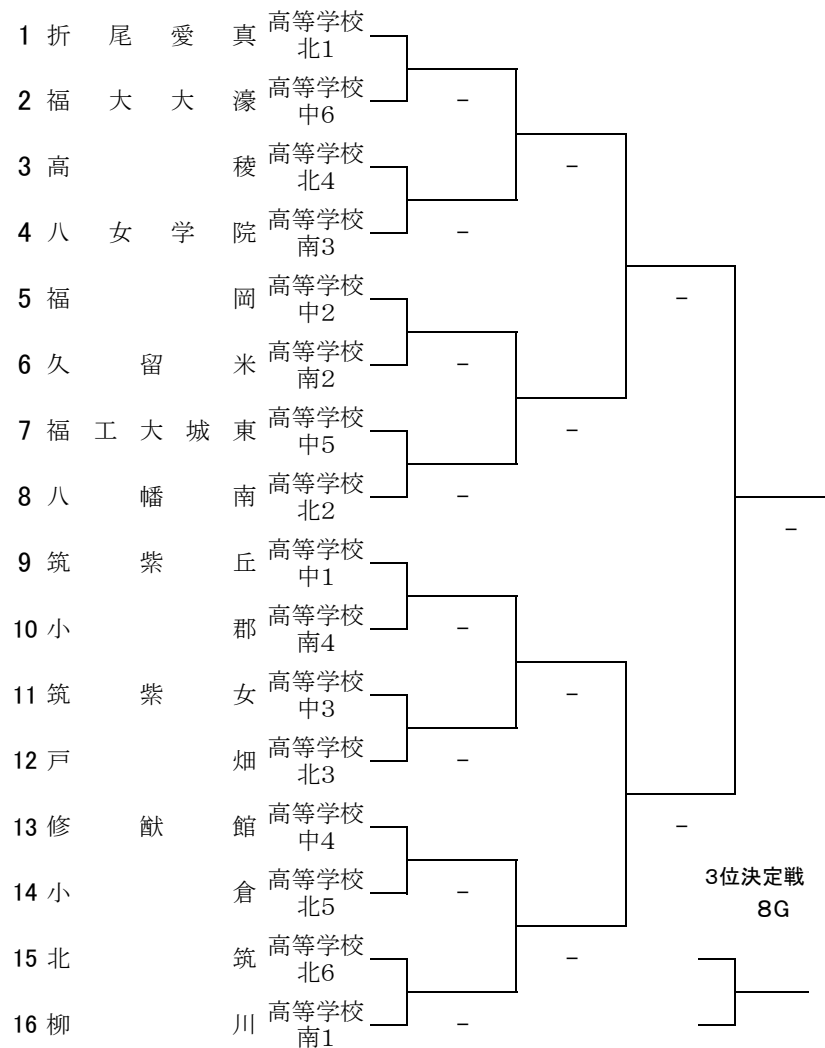 1 折尾愛真 高等学校 北1
2 福大大濠 高等学校 中6
-
3 高稜 高等学校 北4
-
4 八女学院 高等学校 南3
-
5 福岡 高等学校 中2
-
6 久留米 高等学校 南2
-
7 福工大城東 高等学校 中5
-
8 八幡南 高等学校 北2
-
9 筑紫丘 高等学校 中1
-
10 小郡 高等学校 南4
-
11 筑紫女 高等学校 中3
-
12 戸畑 高等学校 北3
-
13 修猷館 高等学校 中4
-
14 小倉 高等学校 北5
-
3位決定戦
8G
15 北筑 高等学校 北6
-
16 柳川 高等学校 南1
-